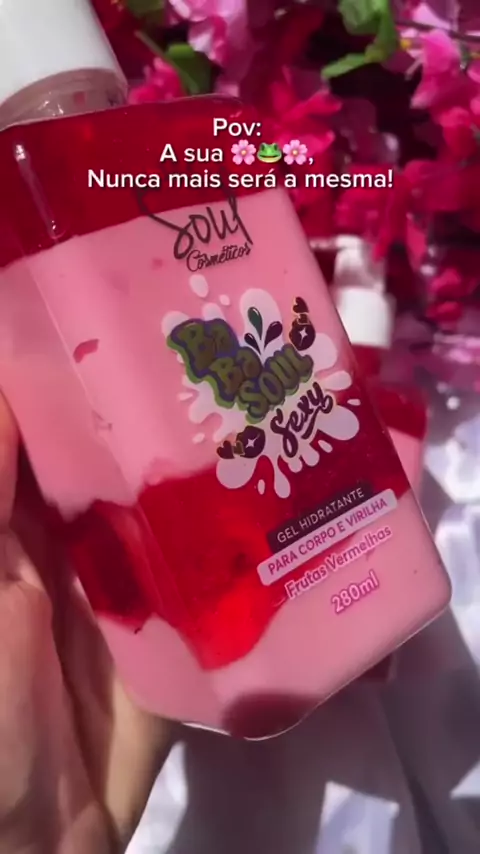 Pov:
A sua 🌸🐸🌸,
Nunca mais será a mesma!
Soul
Cosméticos
Ba
Ba
SOUL
Sexy
GEL HIDRATANTE
PARA CORPO E VIRILHA
Frutas Vermelhas
280ml